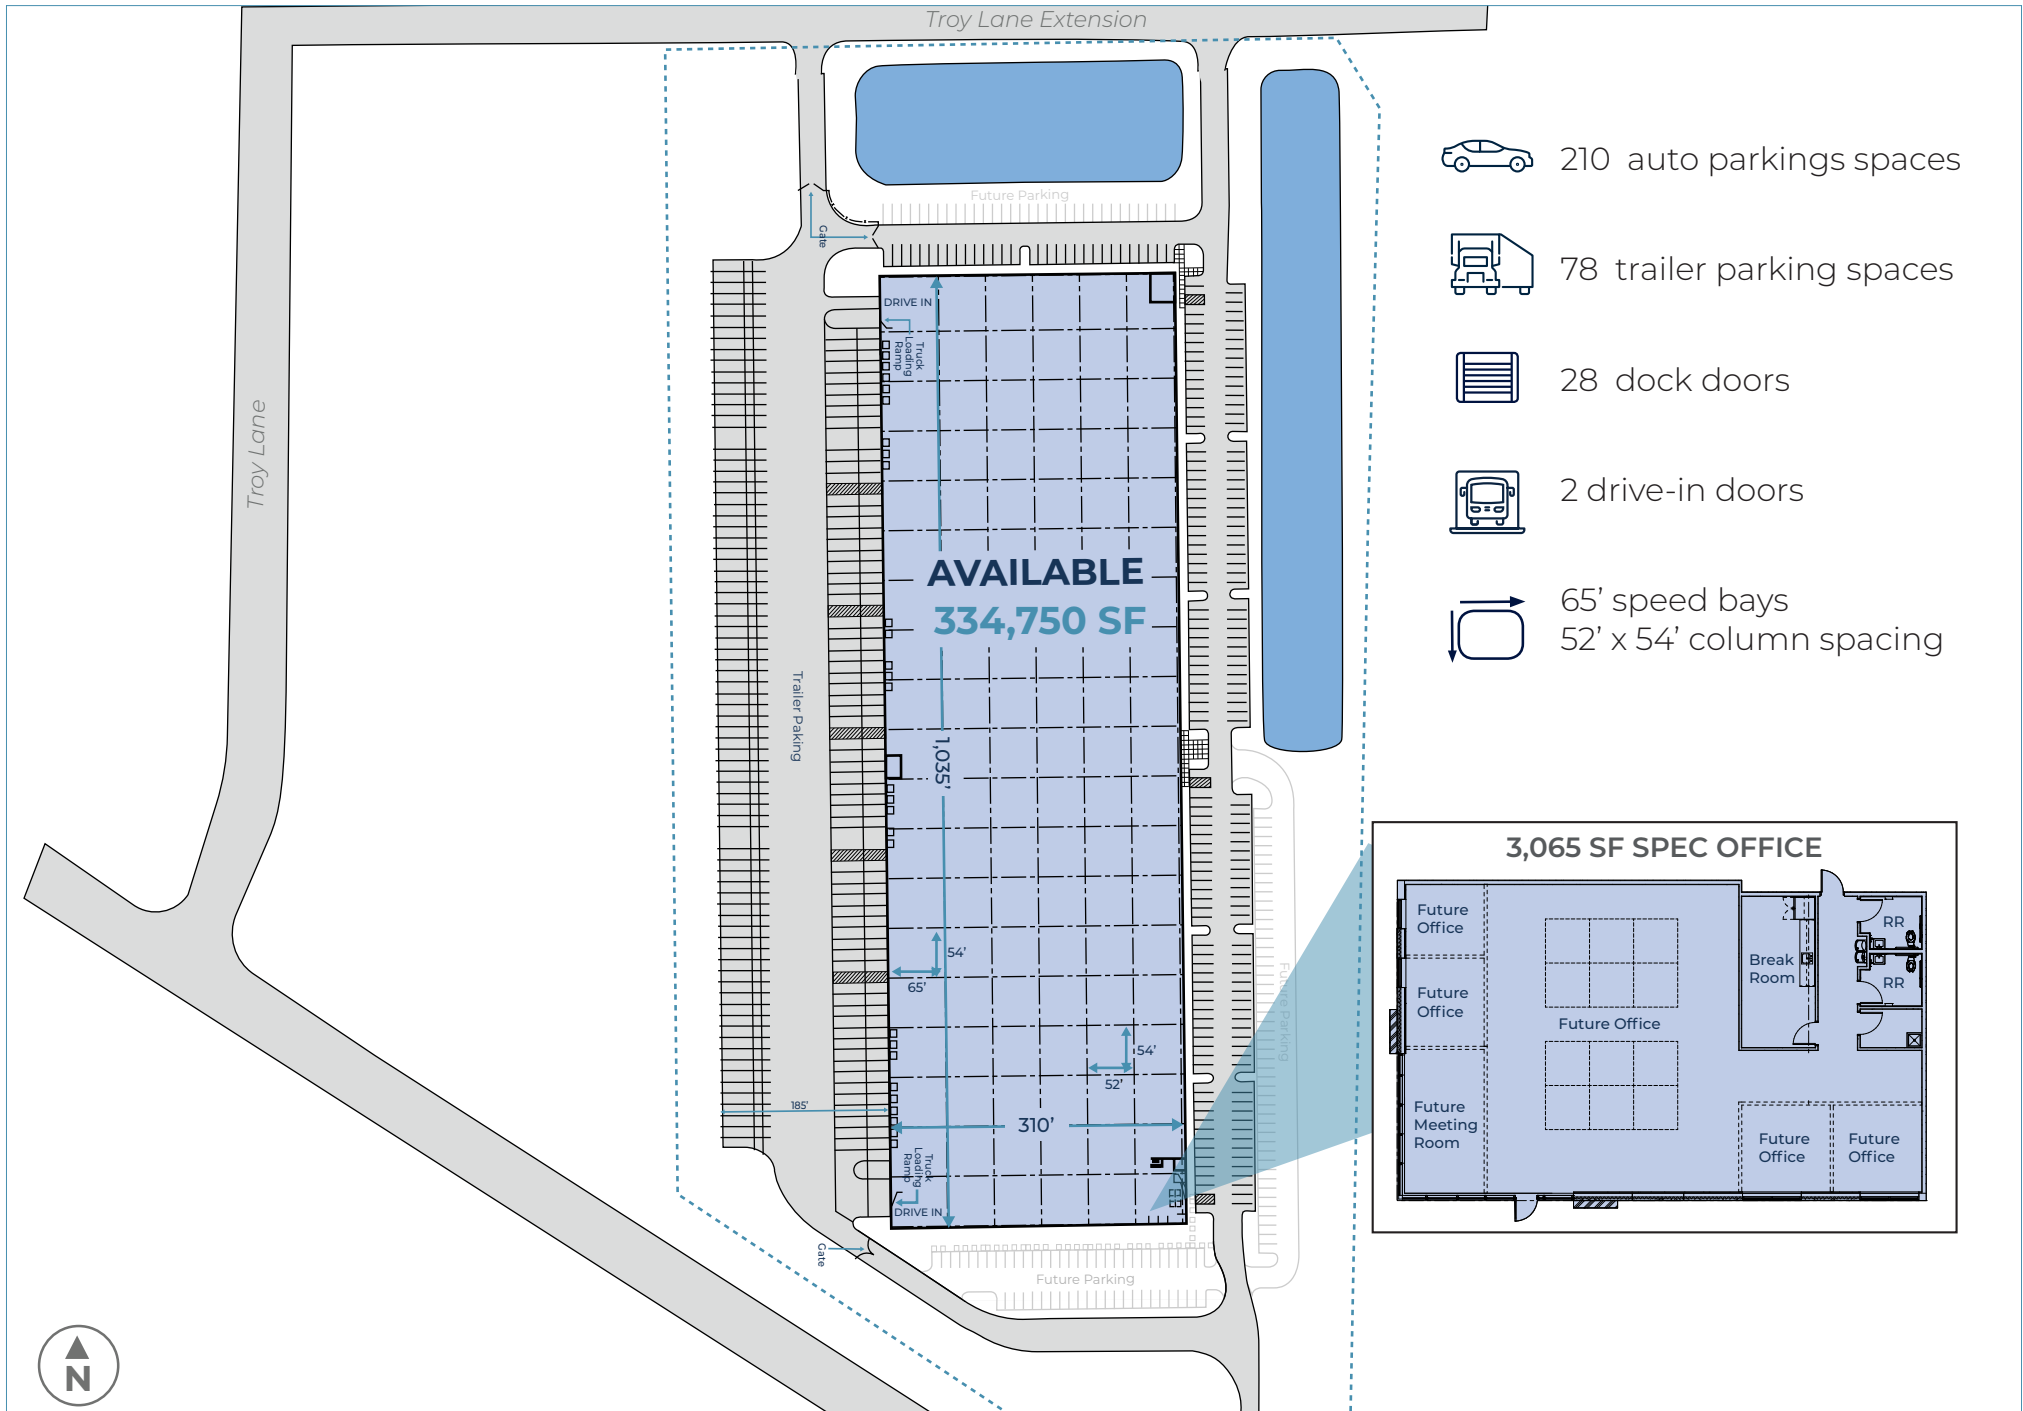 Troy Lane Extension
Troy Lane
Future Parking
Gate
DRIVE IN
Truck
Loading
Ramp
AVAILABLE
334,750 SF
Trailer Paking
1,035’
54’
65’
54’
52’
185’
310’
Truck
Loading
Ramp
DRIVE IN
Gate
Future Parking
Future Parking
210 auto parkings spaces
78 trailer parking spaces
28 dock doors
2 drive-in doors
65’ speed bays
52’ x 54’ column spacing
3,065 SF SPEC OFFICE
Future
Office
Future
Office
Future
Meeting
Room
Future Office
Break
Room
RR
RR
Future
Office
Future
Office
N